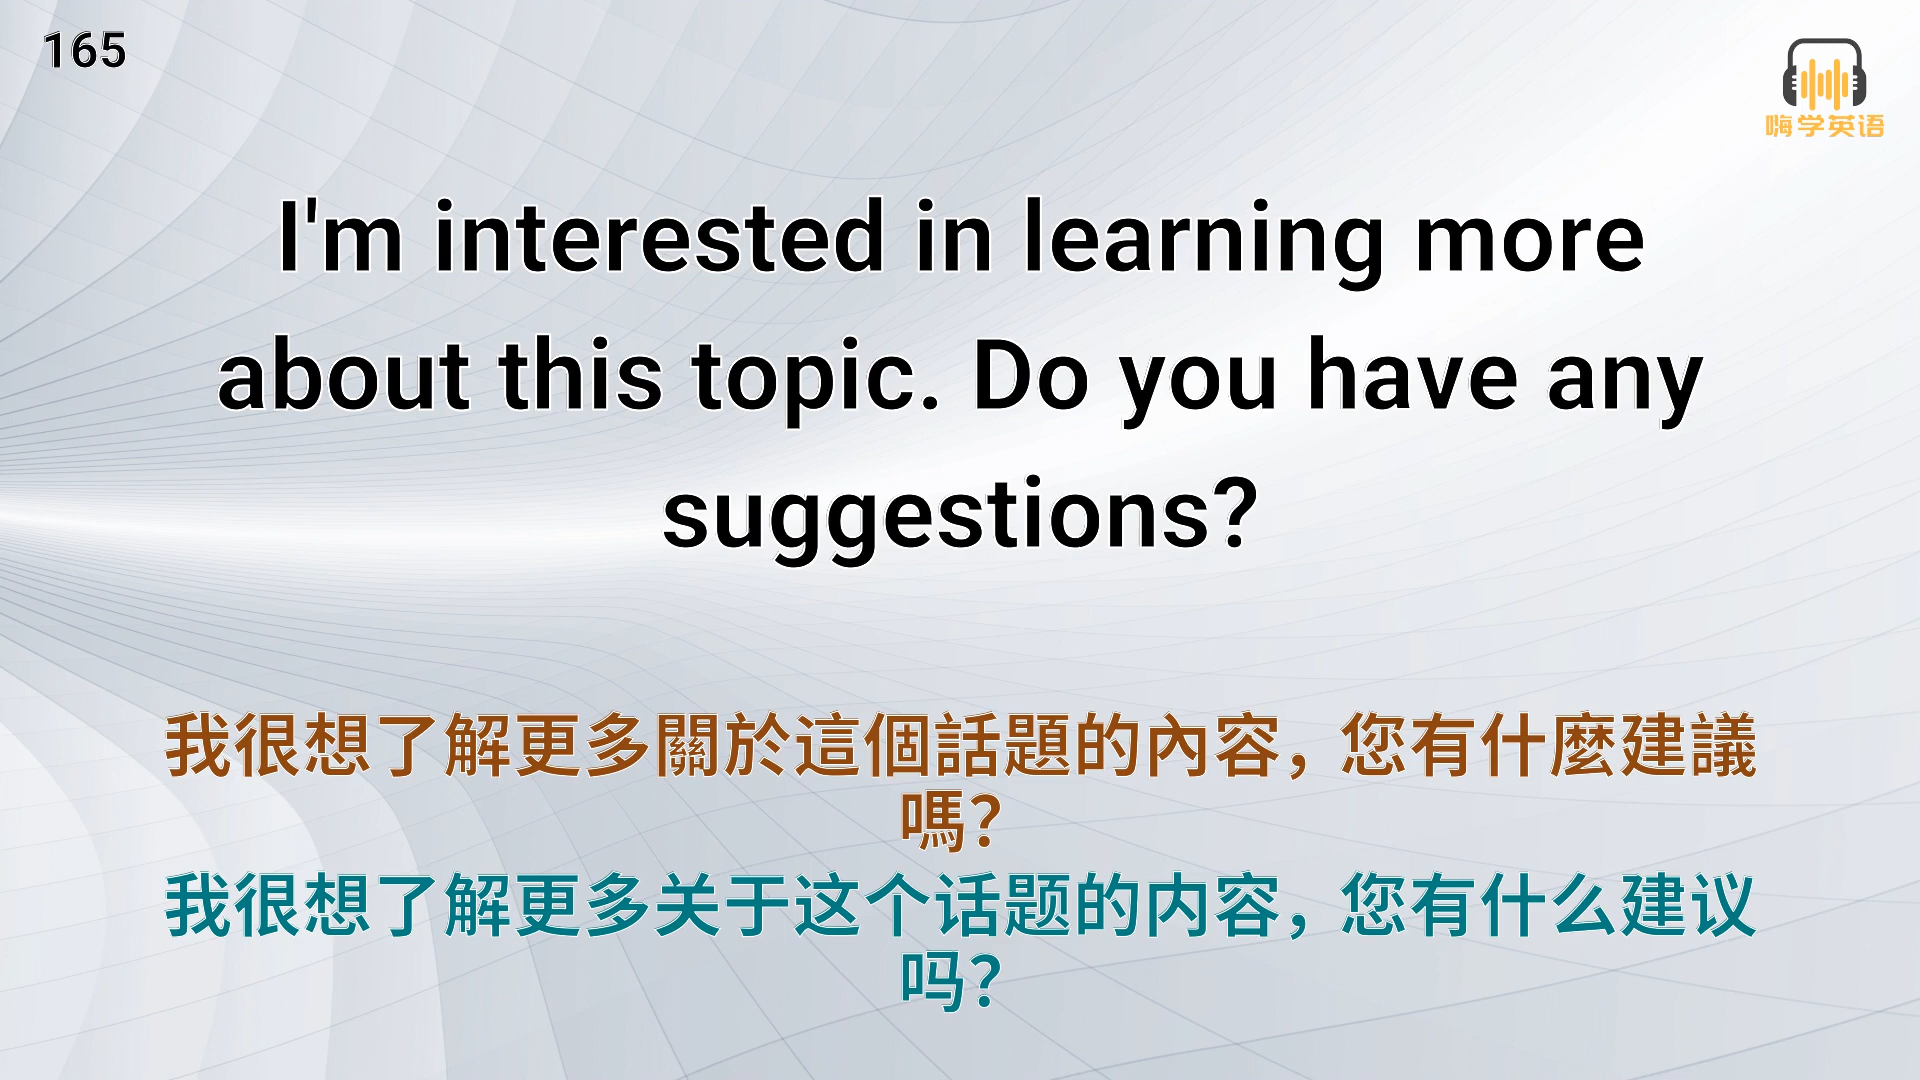 165
嗨学英语
I'm interested in learning more
about this topic. Do you have any
suggestions?
我很想了解更多關於這個話題的內容，您有什麼建議
嗎？
我很想了解更多关于这个话题的内容，您有什么建议
吗？